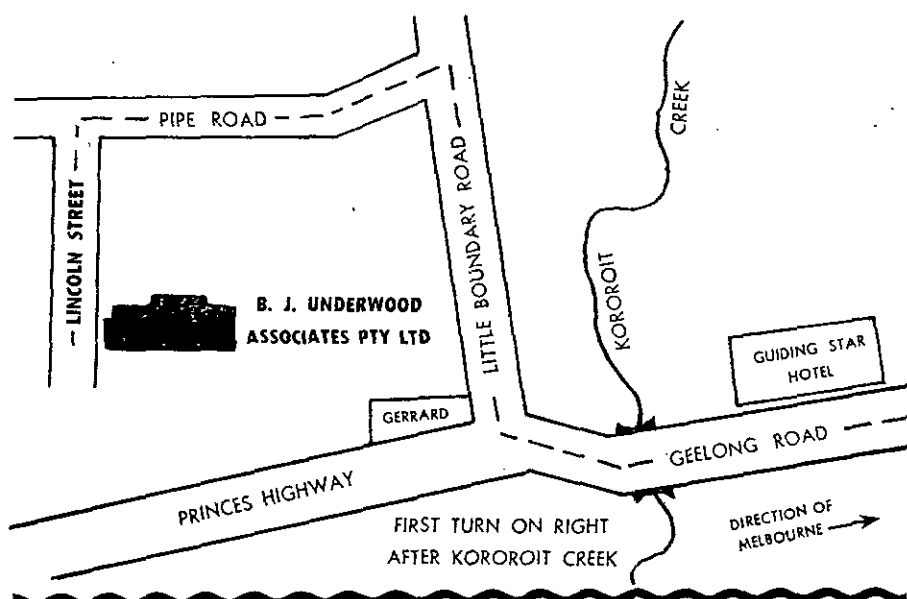 PIPE ROAD
LINCOLN STREET
B. J. UNDERWOOD
ASSOCIATES PTY LTD
LITTLE BOUNDARY ROAD
KOROROIT
CREEK
GUIDING STAR
HOTEL
GERRARD
GEELONG ROAD
PRINCES HIGHWAY
FIRST TURN ON RIGHT
AFTER KOROROIT CREEK
DIRECTION OF
MELBOURNE